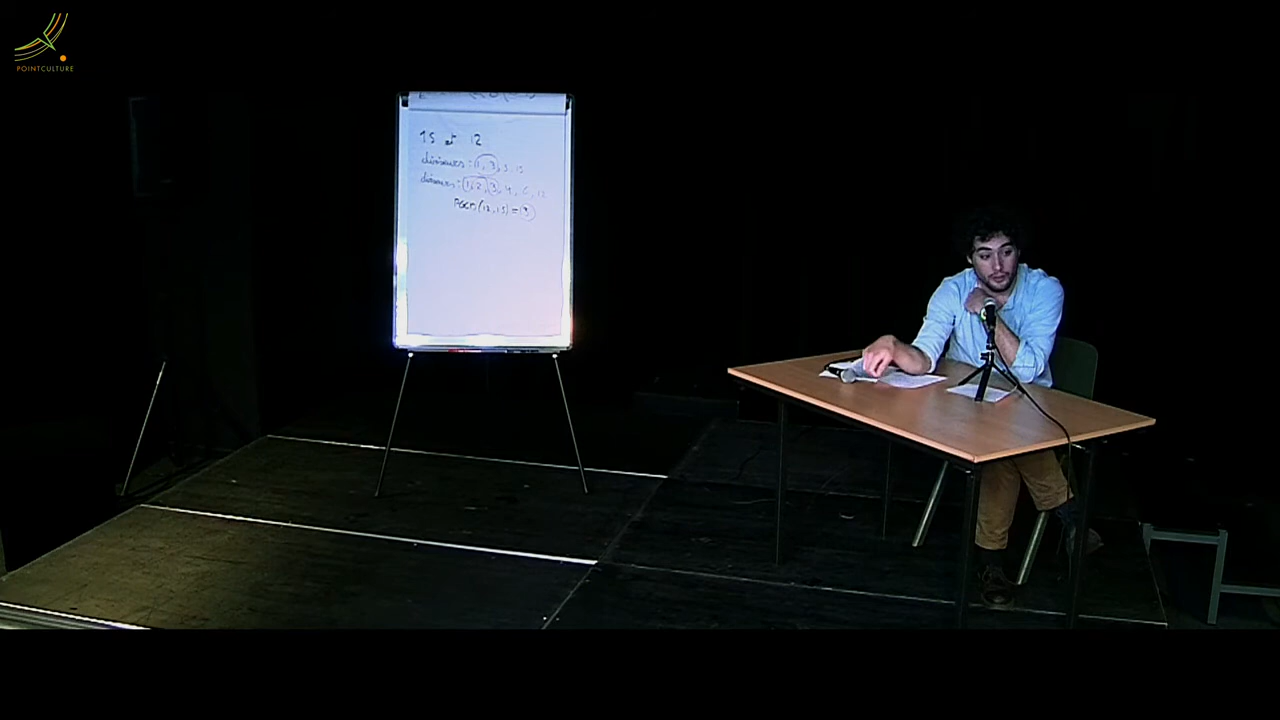 POINTCULTURE
15 et 12
diviseurs : 1, 3, 5, 15
diviseurs : 1, 2, 3, 4, 6, 12
PGCD(12,15) = 3